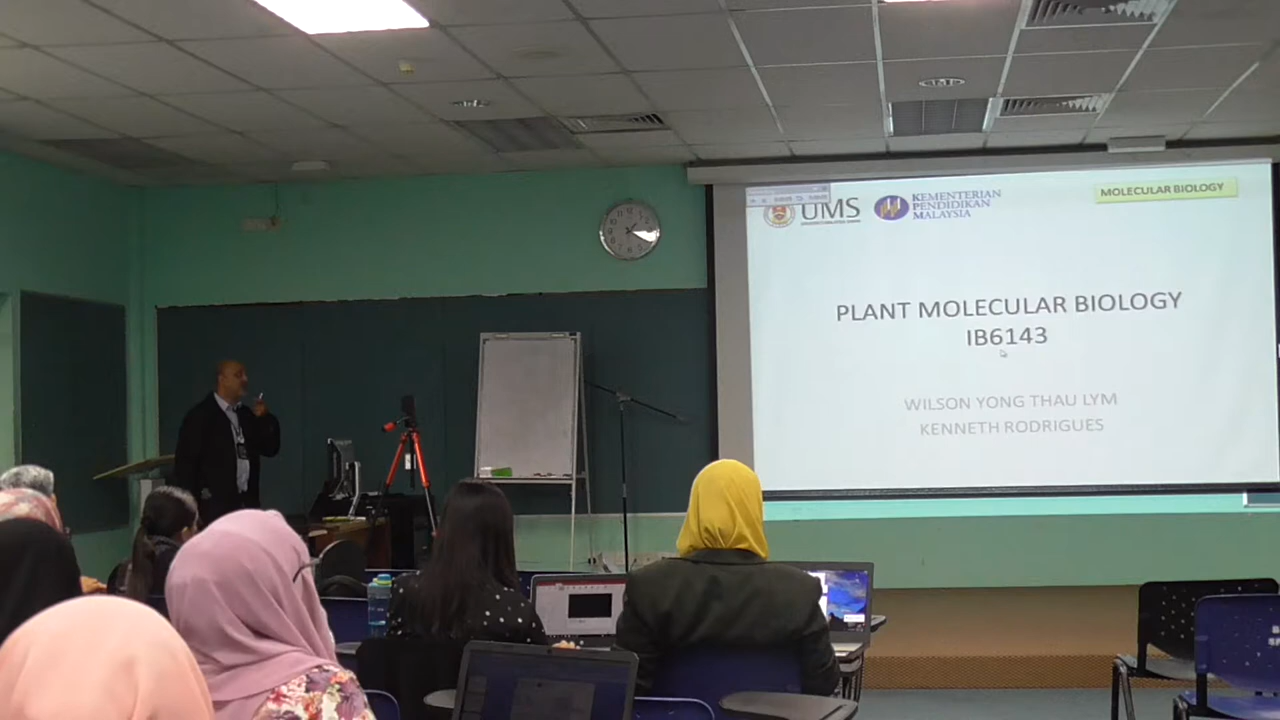 UMS
KEMENTERIAN
PENDIDIKAN
MALAYSIA
MOLECULAR BIOLOGY
PLANT MOLECULAR BIOLOGY
IB6143
WILSON YONG THAU LYM
KENNETH RODRIGUES